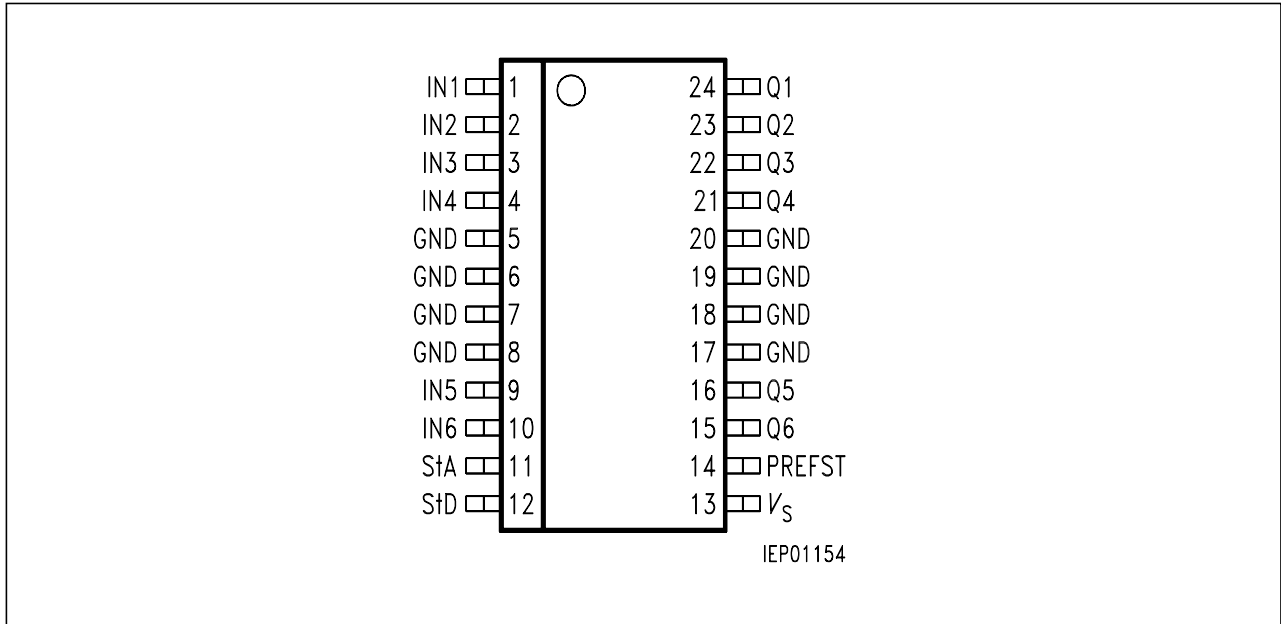 IN1 1 24 Q1
IN2 2 23 Q2
IN3 3 22 Q3
IN4 4 21 Q4
GND 5 20 GND
GND 6 19 GND
GND 7 18 GND
GND 8 17 GND
IN5 9 16 Q5
IN6 10 15 Q6
StA 11 14 PREFST
StD 12 13 VS
IEP01154